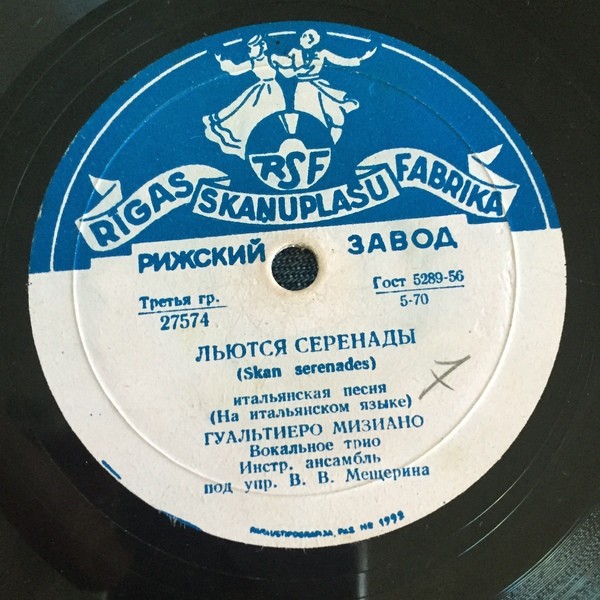 RSF
RIGAS SKAŅUPLAŠU FABRIKA
РИЖСКИЙ ЗАВОД
Третья гр.
27574
Гост 5289-56
5-70
ЛЬЮТСЯ СЕРЕНАДЫ
(Skan serenades)
итальянская песня
(На итальянском языке)
ГУАЛЬТИЕРО МИЗИАНО
Вокальное трио
Инстр. ансамбль
под упр. В. В. Мещерина
7